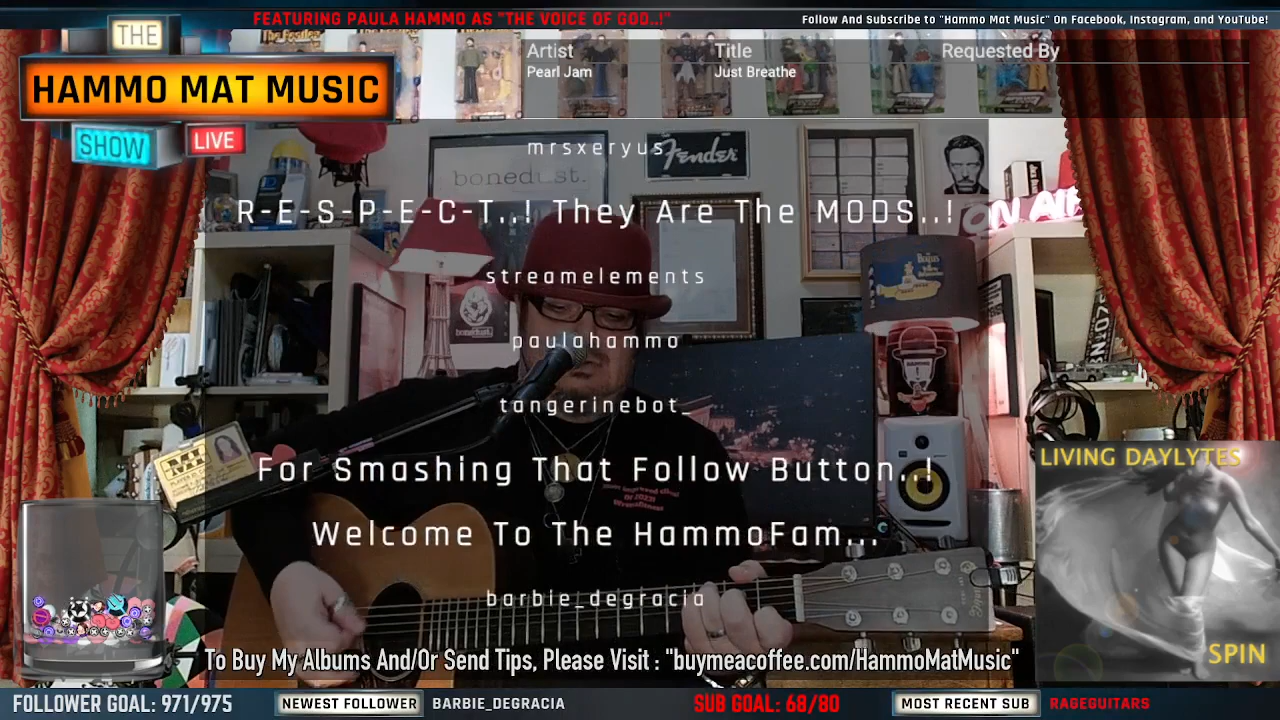 FEATURING PAULA HAMMO AS "THE VOICE OF GOD..!"
Follow And Subscribe to "Hammo Mat Music" On Facebook, Instagram, and YouTube!
THE
HAMMO MAT MUSIC
SHOW
LIVE
Artist Title Requested By
Pearl Jam Just Breathe
mrsxeryus
Fender
bonedust.
R-E-S-P-E-C-T..! They Are The MODS..!
ON AIR
streamelements
paulahammo
tangerinebot_
For Smashing That Follow Button..!
Welcome To The HammoFam...
barbie_degracia
LIVING DAYLYTES
SPIN
To Buy My Albums And/Or Send Tips, Please Visit : "buymeacoffee.com/HammoMatMusic"
FOLLOWER GOAL: 971/975
NEWEST FOLLOWER
BARBIE_DEGRACIA
SUB GOAL: 68/80
MOST RECENT SUB
RAGEGUITARS